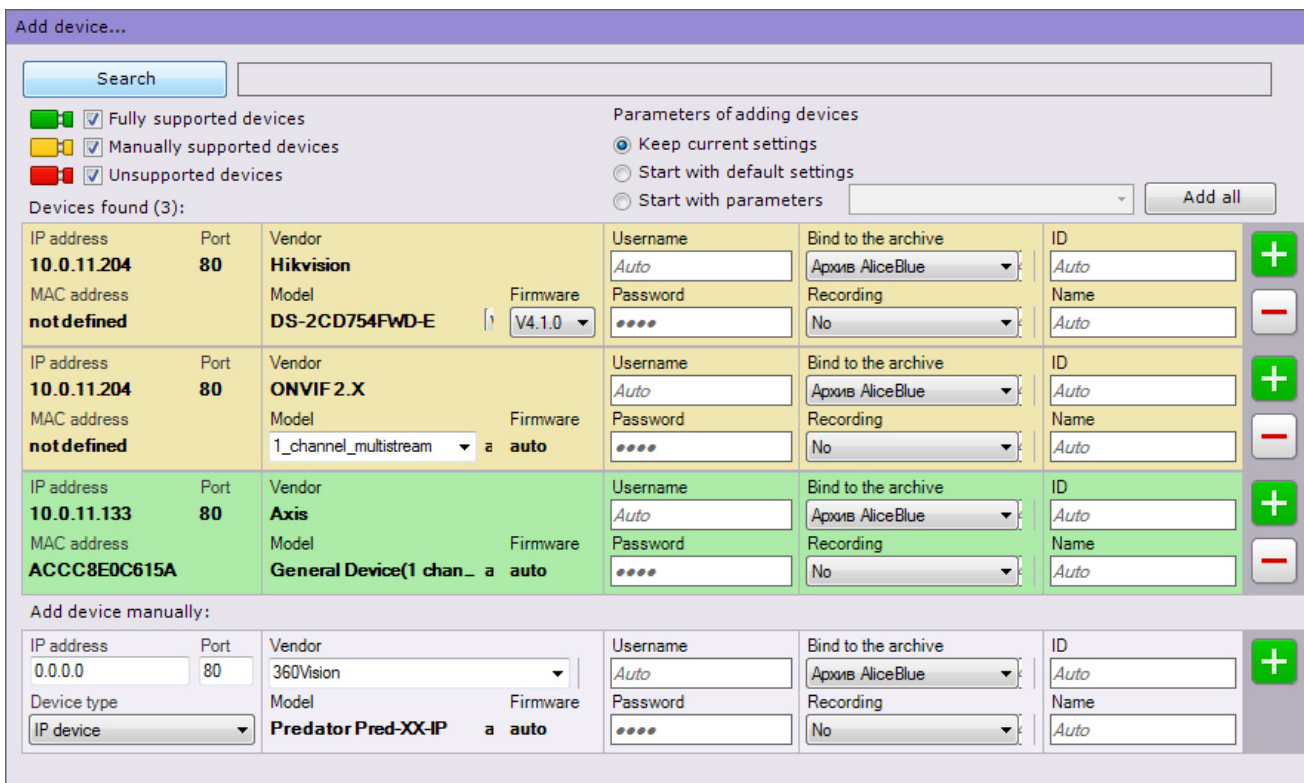 Add device...
Search
Fully supported devices
Manually supported devices
Unsupported devices
Parameters of adding devices
Keep current settings
Start with default settings
Start with parameters
Add all
Devices found (3):
IP address Port Vendor Username Bind to the archive ID
10.0.11.204 80 Hikvision Auto Архив AliceBlue Auto
MAC address Model Firmware Password Recording Name
not defined DS-2CD754FWD-E V4.1.0 •••• No Auto
IP address Port Vendor Username Bind to the archive ID
10.0.11.204 80 ONVIF 2.X Auto Архив AliceBlue Auto
MAC address Model Firmware Password Recording Name
not defined 1_channel_multistream a auto •••• No Auto
IP address Port Vendor Username Bind to the archive ID
10.0.11.133 80 Axis Auto Архив AliceBlue Auto
MAC address Model Firmware Password Recording Name
ACCC8E0C615A General Device(1 chan... a auto •••• No Auto
Add device manually:
IP address Port Vendor Username Bind to the archive ID
0.0.0.0 80 360Vision Auto Архив AliceBlue Auto
Device type Model Firmware Password Recording Name
IP device Predator Pred-XX-IP a auto •••• No Auto